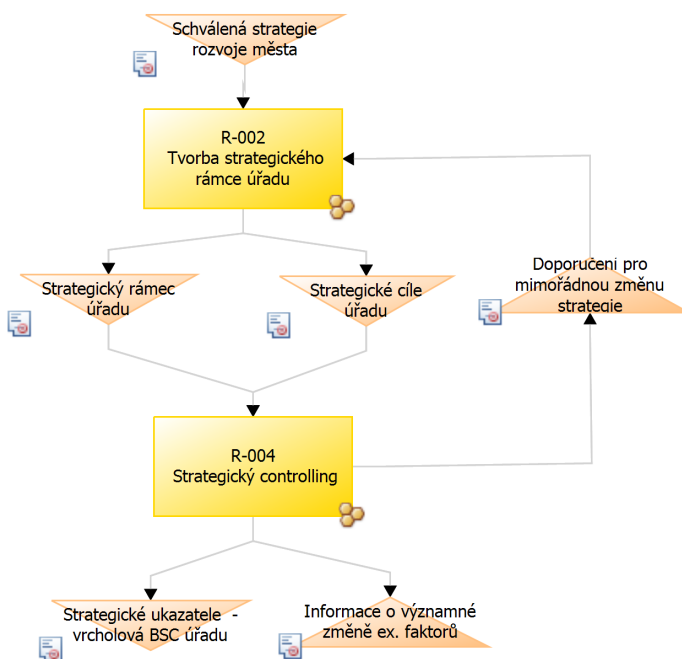 Schválená strategie
rozvoje města
R-002
Tvorba strategického
rámce úřadu
Doporučeni pro
mimořádnou změnu
strategie
Strategický rámec
úřadu
Strategické cíle
úřadu
R-004
Strategický controlling
Strategické ukazatele -
vrcholová BSC úřadu
Informace o významné
změně ex. faktorů